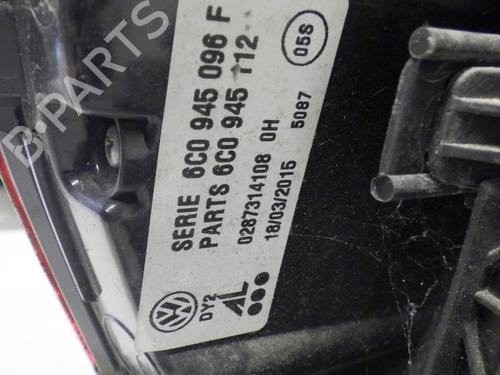 SERIE 6C0 945 096 F
PARTS 6C0 945 112
0287314108 0H
18/03/2015 5087
05S
DY2
AL
B-PARTS